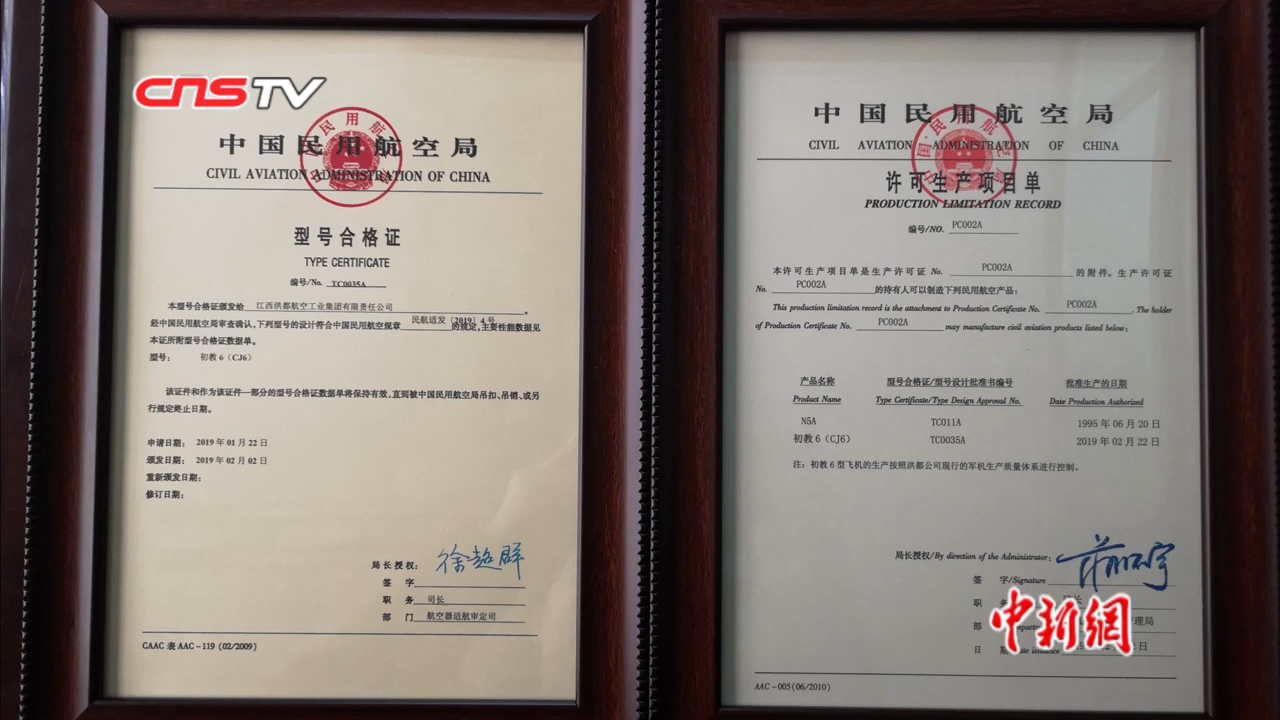 CNSTV
中国民用航空局
CIVIL AVIATION ADMINISTRATION OF CHINA
型号合格证
TYPE CERTIFICATE
编号/No. TC0035A
本型号合格证颁发给 江西洪都航空工业集团有限责任公司。
经中国民用航空局审查确认,下列型号的设计符合中国民用航空规章 民航适发〔2019〕4号 的规定,主要性能数据见
本证所附型号合格证数据单。
型号: 初教6(CJ6)
该证件和作为该证件一部分的型号合格证数据单将保持有效,直到被中国民用航空局吊扣、吊销、或另
行规定终止日期。
申请日期: 2019年01月22日
颁发日期: 2019年02月02日
重新颁发日期:
修订日期:
局长授权: 徐超群
签 字
职 务 司长
部 门 航空器适航审定司
CAAC表AAC-119(02/2009)
中国民用航空局
CIVIL AVIATION ADMINISTRATION OF CHINA
许可生产项目单
PRODUCTION LIMITATION RECORD
编号/NO. PC002A
本许可生产项目单是生产许可证 No. PC002A 的附件。生产许可证
No. PC002A 的持有人可以制造下列民用航空产品:
This production limitation record is the attachment to Production Certificate No. PC002A. The holder
of Production Certificate No. PC002A may manufacture civil aviation products listed below:
产品名称 型号合格证/型号设计批准书编号 批准生产的日期
Product Name Type Certificate/Type Design Approval No. Date Production Authorized
N5A TC011A 1995年06月20日
初教6(CJ6) TC0035A 2019年02月22日
注:初教6型飞机的生产按照洪都公司现行的军机生产质量体系进行控制。
局长授权/By direction of the Administrator:
签 字/Signature
职
部 理局
日
中新網
AAC-005(06/2010)